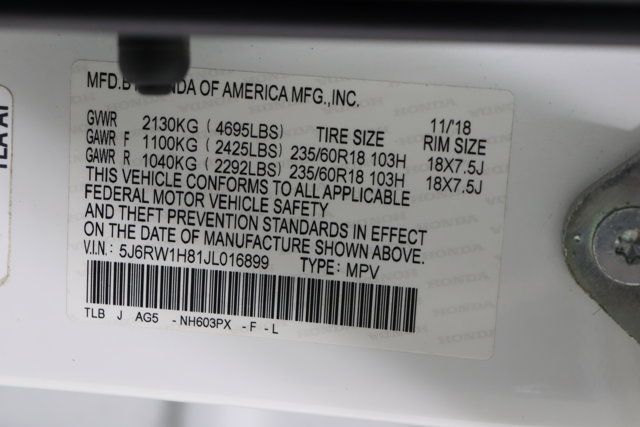 MFD.B ONDA OF AMERICA MFG.,INC.
11/'18
GVWR 2130KG ( 4695LBS) TIRE SIZE RIM SIZE
GAWR F 1100KG ( 2425LBS) 235/60R18 103H 18X7.5J
GAWR R 1040KG ( 2292LBS) 235/60R18 103H 18X7.5J
THIS VEHICLE CONFORMS TO ALL APPLICABLE
FEDERAL MOTOR VEHICLE SAFETY
AND THEFT PREVENTION STANDARDS IN EFFECT
ON THE DATE OF MANUFACTURE SHOWN ABOVE.
V.I.N.: 5J6RW1H81JL016899 TYPE: MPV
TLB J AG5 -NH603PX -F -L
HONDA HONDA